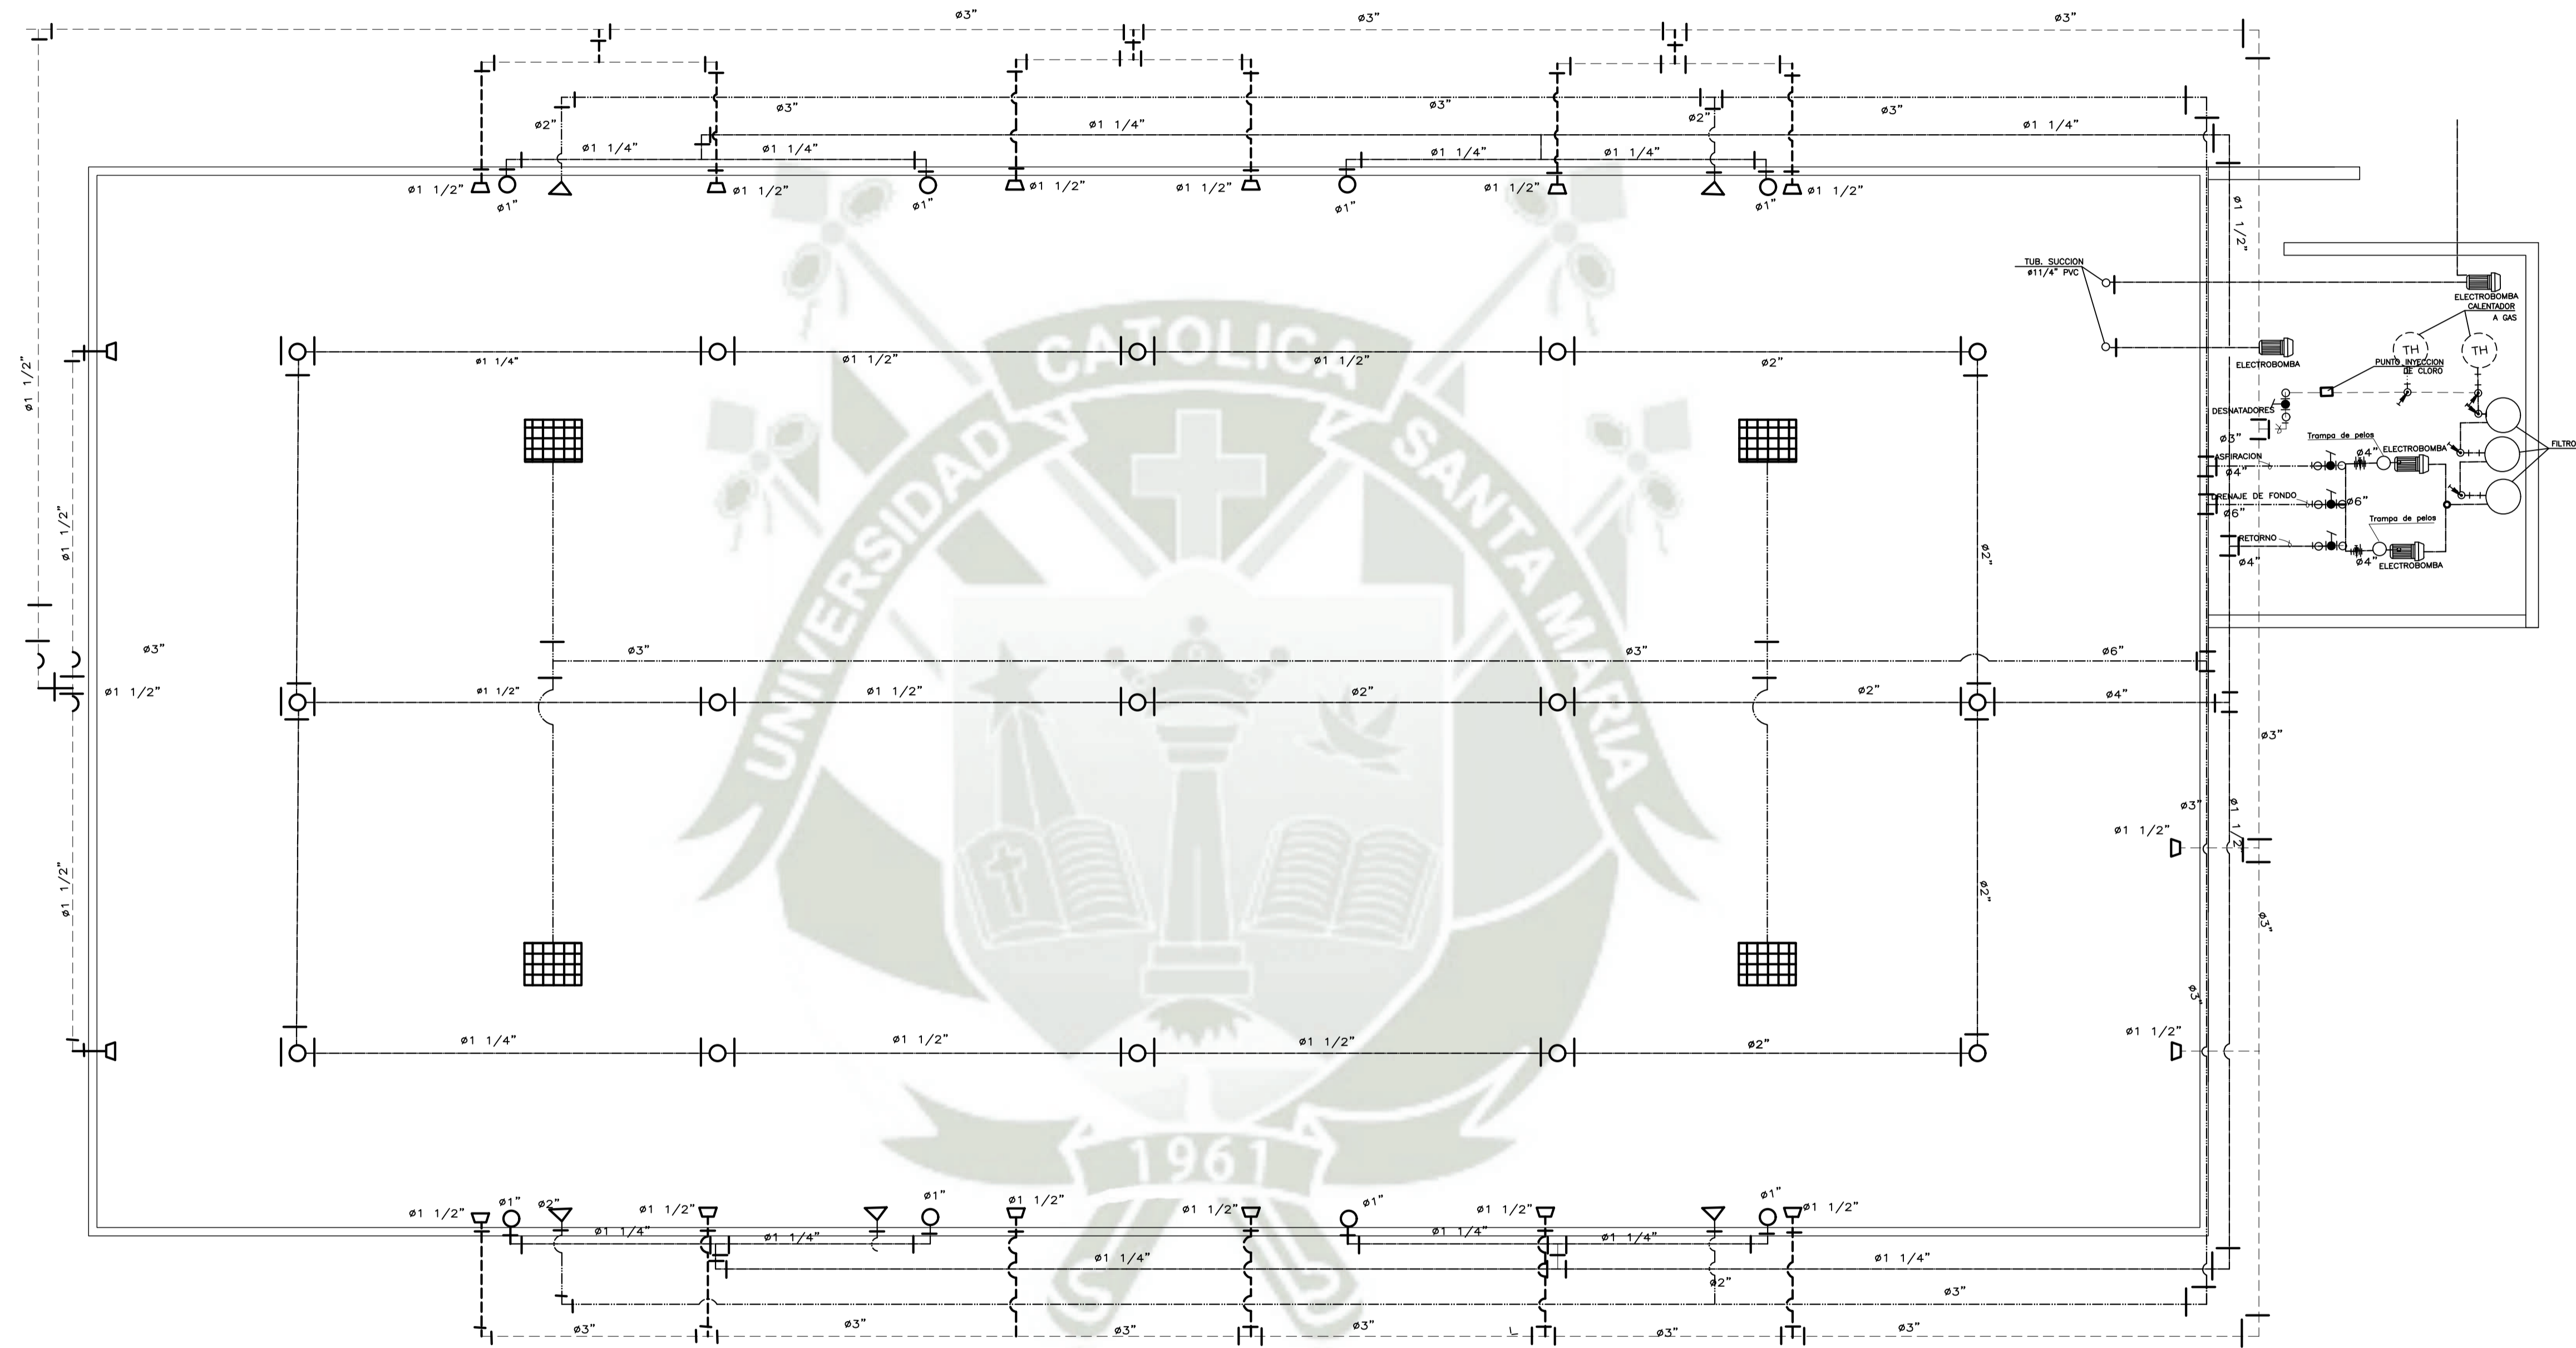 ø3"
ø3"
ø3"
ø3"
ø3"
ø3"
ø2"
ø2"
ø1 1/4"
ø1 1/4"
ø1 1/4"
ø1 1/4"
ø1 1/4"
ø1 1/4"
ø1 1/2"
ø1"
ø1 1/2"
ø1"
ø1 1/2"
ø1 1/2"
ø1"
ø1 1/2"
ø1"
ø1 1/2"
ø1 1/2"
TUB. SUCCION
ø11/4" PVC
ELECTROBOMBA
CALENTADOR
A GAS
TH
TH
ELECTROBOMBA
PUNTO INYECCION
DE CLORO
DESNATADORES
ø3"
Trampa de pelos
ELECTROBOMBA
FILTRO
ASPIRACION
ø4"
ø4"
DRENAJE DE FONDO
ø6"
ø6"
Trampa de pelos
RETORNO
ø4"
ø4"
ELECTROBOMBA
ø1 1/2"
ø1 1/4"
ø1 1/2"
ø1 1/2"
ø2"
UNIVERSIDAD
CATOLICA
SANTA MARIA
ø1 1/2"
ø2"
ø3"
ø3"
ø3"
ø6"
ø1 1/2"
ø1 1/2"
ø1 1/2"
ø2"
ø2"
ø4"
ø3"
ø3"
ø1 1/2
ø1 1/2"
ø1 1/2"
ø2"
ø3"
ø3"
ø1 1/2"
ø1 1/4"
ø1 1/2"
ø1 1/2"
ø2"
1961
ø1 1/2"
ø1"
ø2"
ø1 1/2"
ø1"
ø1 1/2"
ø1 1/2"
ø1"
ø1 1/2"
ø1"
ø1 1/2"
ø1 1/4"
ø1 1/4"
ø1 1/4"
ø1 1/4"
ø1 1/4"
ø1 1/4"
ø2"
ø3"
ø3"
ø3"
ø3"
ø3"
ø3"
ø3"